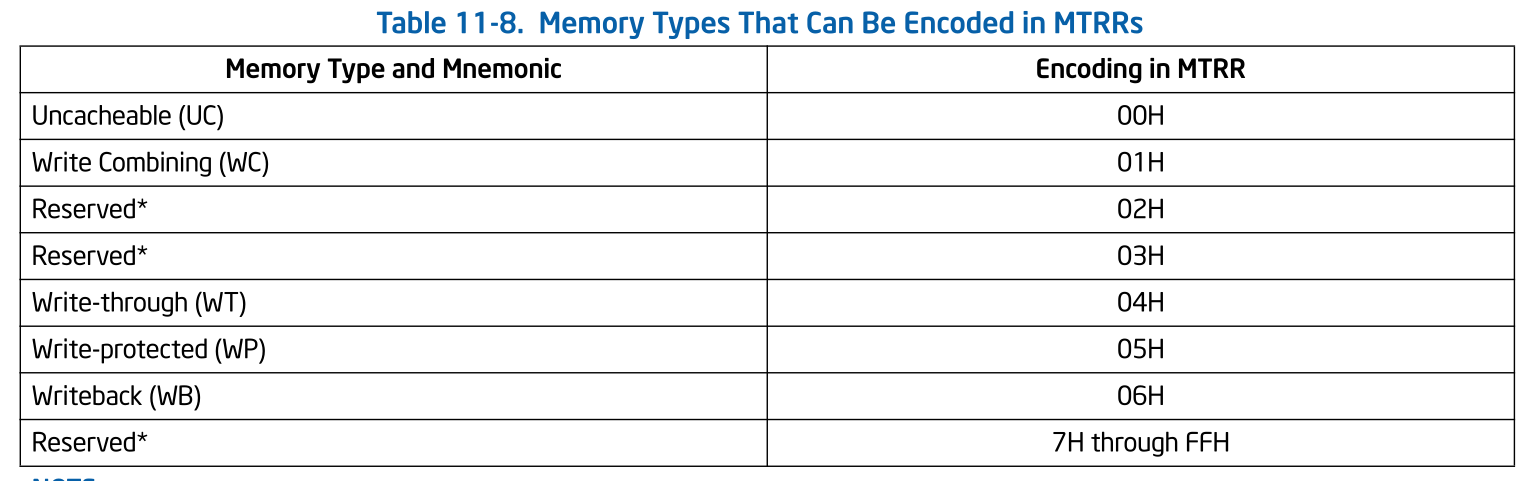 Table 11-8. Memory Types That Can Be Encoded in MTRRs
Memory Type and Mnemonic Encoding in MTRR
Uncacheable (UC) 00H
Write Combining (WC) 01H
Reserved* 02H
Reserved* 03H
Write-through (WT) 04H
Write-protected (WP) 05H
Writeback (WB) 06H
Reserved* 7H through FFH